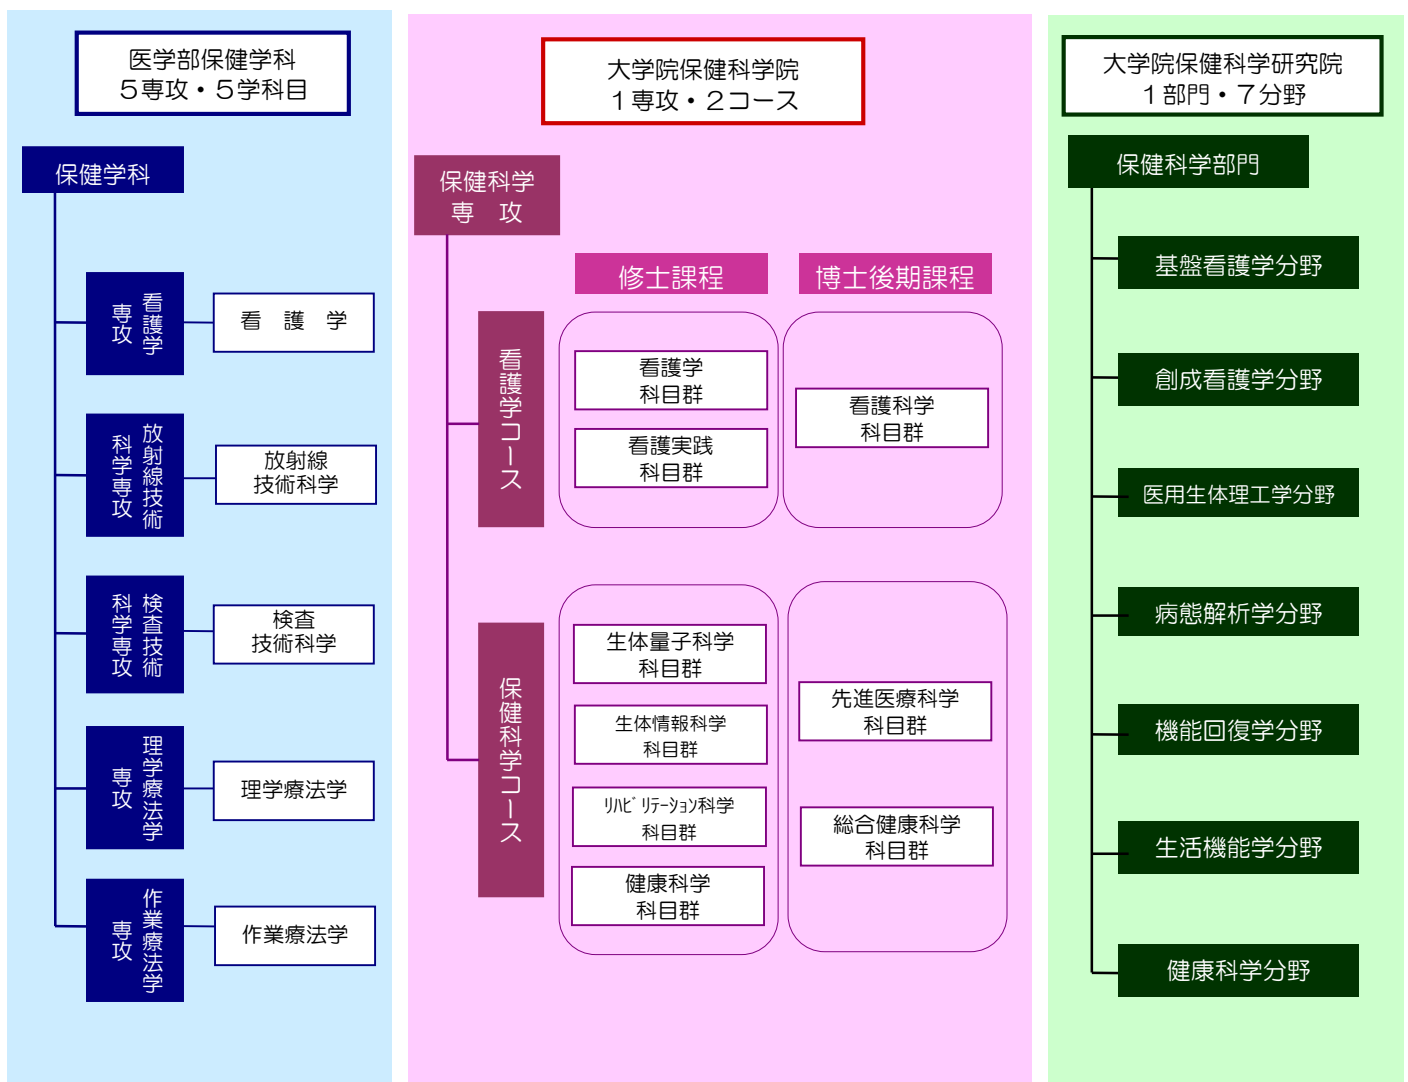 医学部保健学科
５専攻・５学科目
保健学科
看護学
専攻
看　護　学
放射線技術
科学専攻
放射線
技術科学
検査技術
科学専攻
検査
技術科学
理学療法学
専攻
理学療法学
作業療法学
専攻
作業療法学
大学院保健科学院
１専攻・２コース
保健科学
専　攻
修士課程
博士後期課程
看護学コース
看護学
科目群
看護実践
科目群
看護科学
科目群
保健科学コース
生体量子科学
科目群
生体情報科学
科目群
ﾘﾊﾋﾞﾘﾃｰｼｮﾝ科学
科目群
健康科学
科目群
先進医療科学
科目群
総合健康科学
科目群
大学院保健科学研究院
１部門・７分野
保健科学部門
基盤看護学分野
創成看護学分野
医用生体理工学分野
病態解析学分野
機能回復学分野
生活機能学分野
健康科学分野